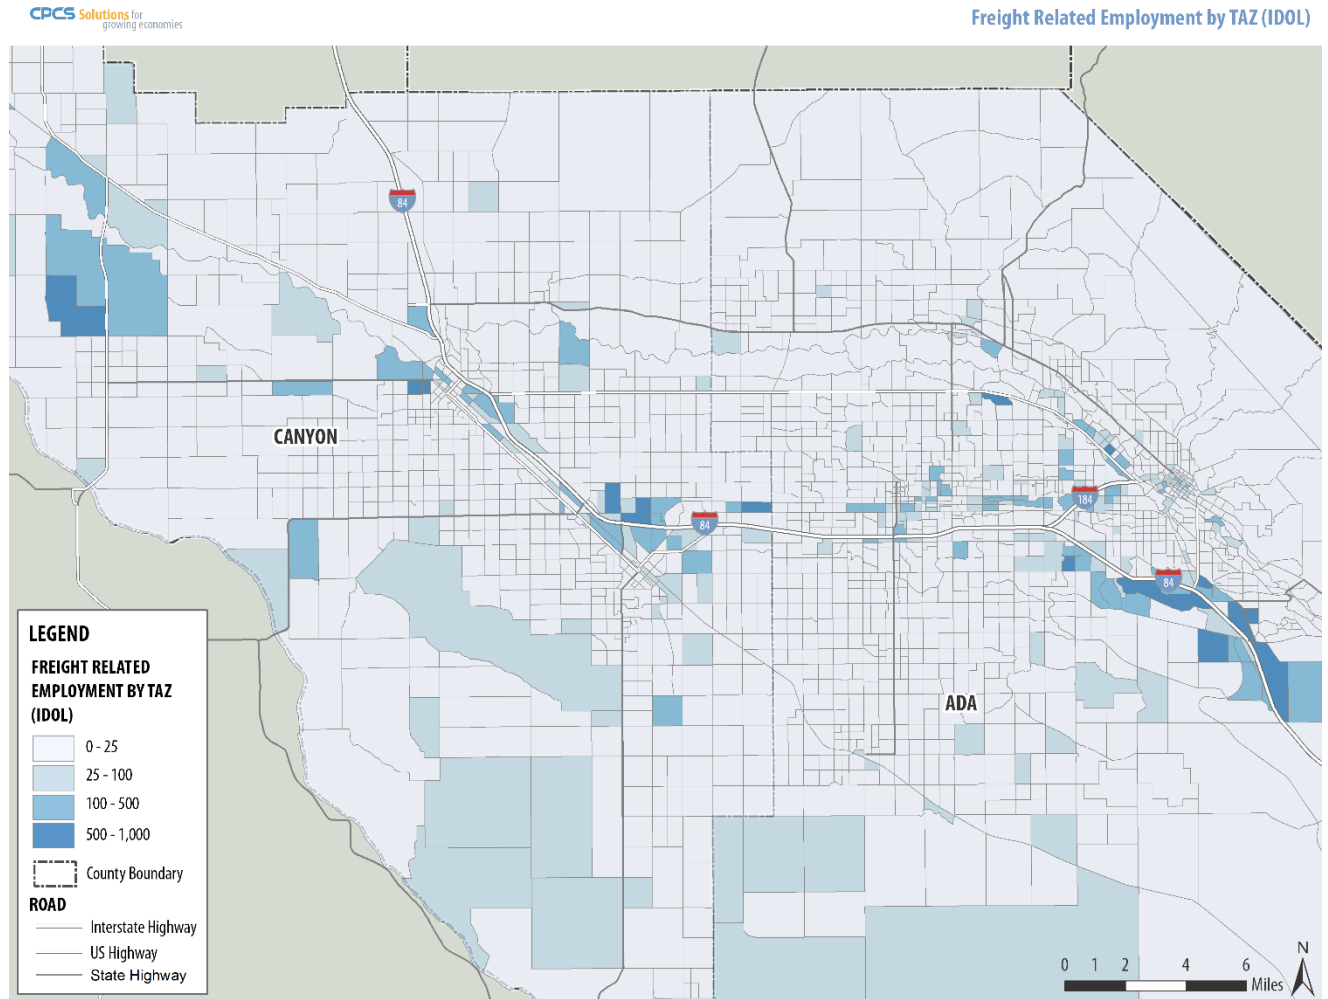 CPCS Solutions for
growing economies
Freight Related Employment by TAZ (IDOL)
84
CANYON
184
84
84
ADA
LEGEND
FREIGHT RELATED
EMPLOYMENT BY TAZ
(IDOL)
0 - 25
25 - 100
100 - 500
500 - 1,000
County Boundary
ROAD
Interstate Highway
US Highway
State Highway
N
0 1 2 4 6
Miles